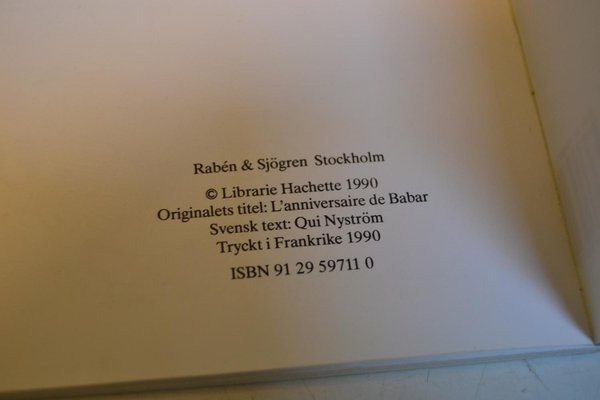 Rabén & Sjögren Stockholm
© Librarie Hachette 1990
Originalets titel: L'anniversaire de Babar
Svensk text: Qui Nyström
Tryckt i Frankrike 1990
ISBN 91 29 59711 0